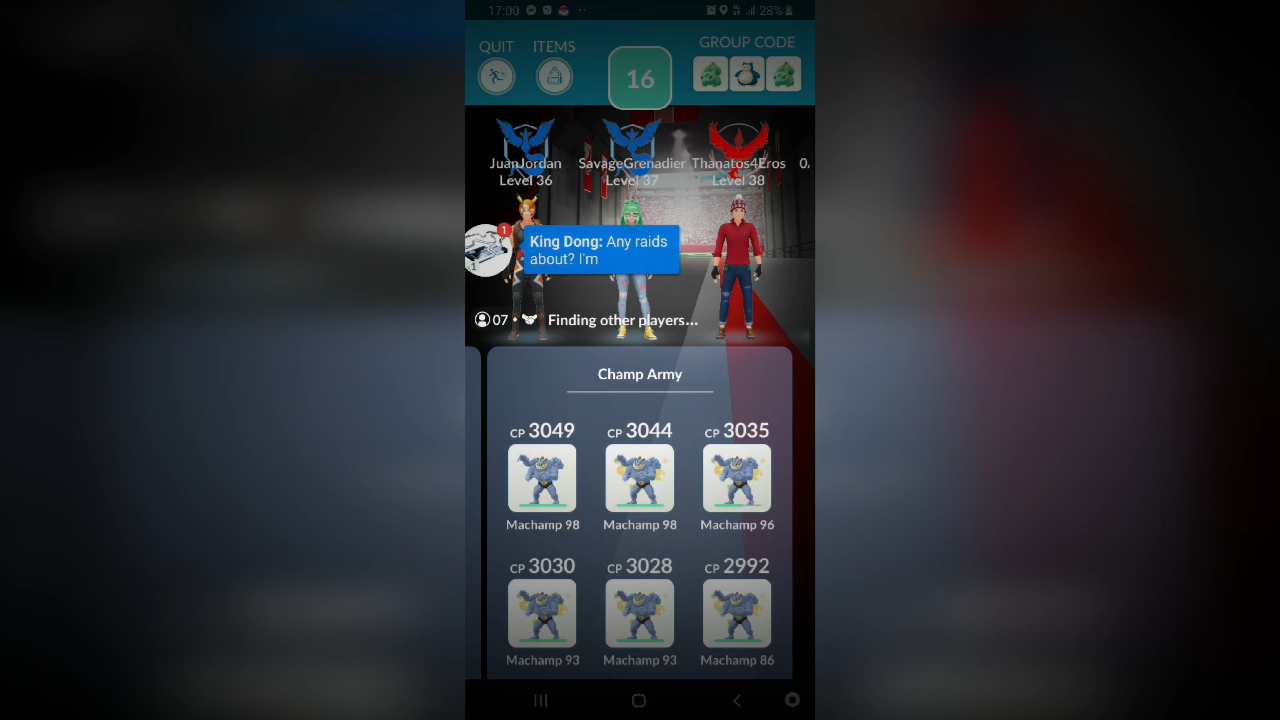 17:00
28%
QUIT ITEMS
16
GROUP CODE
JuanJordan
Level 36
SavageGrenadier
Level 37
Thanatos4Eros
Level 38
1
King Dong: Any raids
about? I'm
07 • Finding other players...
Champ Army
CP 3049 CP 3044 CP 3035
Machamp 98 Machamp 98 Machamp 96
CP 3030 CP 3028 CP 2992
Machamp 93 Machamp 93 Machamp 86